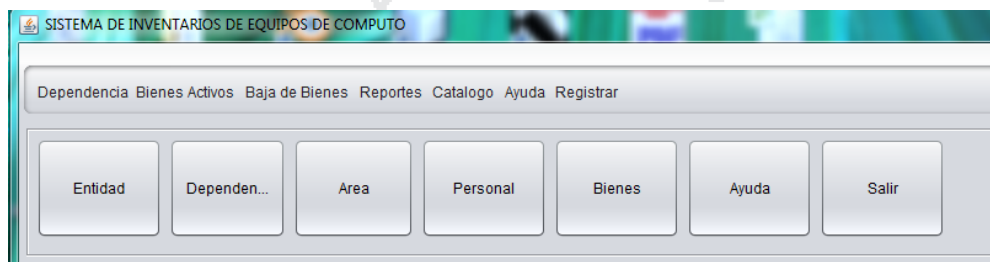 SISTEMA DE INVENTARIOS DE EQUIPOS DE COMPUTO
Dependencia Bienes Activos Baja de Bienes Reportes Catalogo Ayuda Registrar
Entidad Dependen... Area Personal Bienes Ayuda Salir